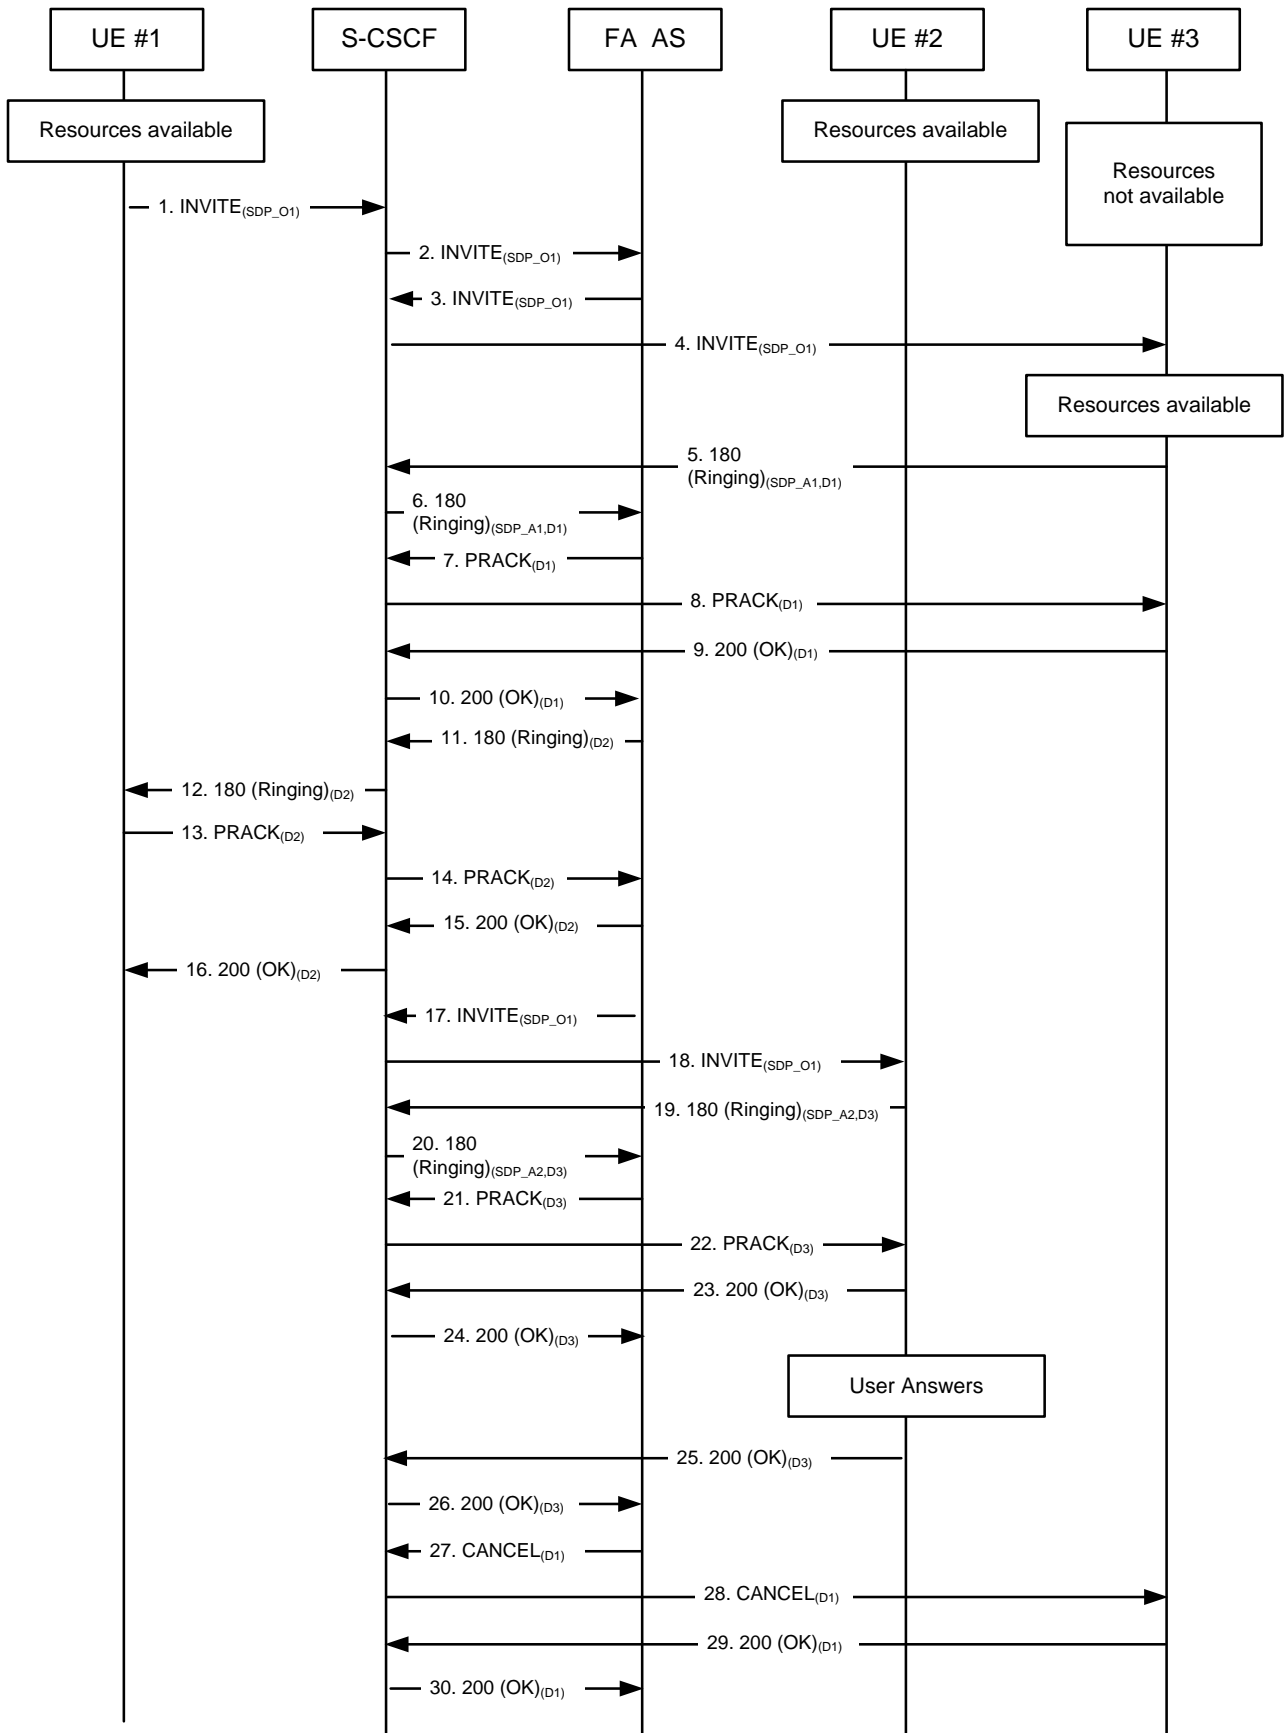 UE #1
S-CSCF
FA AS
UE #2
UE #3
Resources available
Resources available
Resources
not available
1. INVITE(SDP_O1)
2. INVITE(SDP_O1)
3. INVITE(SDP_O1)
4. INVITE(SDP_O1)
Resources available
5. 180
(Ringing)(SDP_A1,D1)
6. 180
(Ringing)(SDP_A1,D1)
7. PRACK(D1)
8. PRACK(D1)
9. 200 (OK)(D1)
10. 200 (OK)(D1)
11. 180 (Ringing)(D2)
12. 180 (Ringing)(D2)
13. PRACK(D2)
14. PRACK(D2)
15. 200 (OK)(D2)
16. 200 (OK)(D2)
17. INVITE(SDP_O1)
18. INVITE(SDP_O1)
19. 180 (Ringing)(SDP_A2,D3)
20. 180
(Ringing)(SDP_A2,D3)
21. PRACK(D3)
22. PRACK(D3)
23. 200 (OK)(D3)
24. 200 (OK)(D3)
User Answers
25. 200 (OK)(D3)
26. 200 (OK)(D3)
27. CANCEL(D1)
28. CANCEL(D1)
29. 200 (OK)(D1)
30. 200 (OK)(D1)